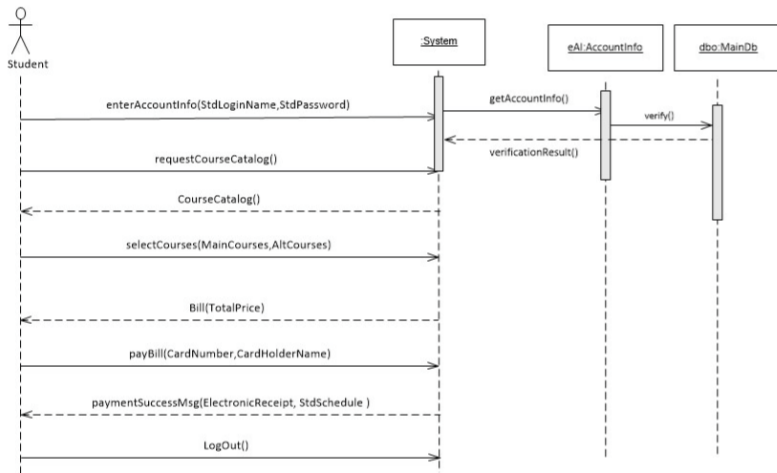 Student
:System
eAI:AccountInfo
dbo:MainDb
enterAccountInfo(StdLoginName,StdPassword)
getAccountInfo()
verify()
verificationResult()
requestCourseCatalog()
CourseCatalog()
selectCourses(MainCourses,AltCourses)
Bill(TotalPrice)
payBill(CardNumber,CardHolderName)
paymentSuccessMsg(ElectronicReceipt, StdSchedule )
LogOut()